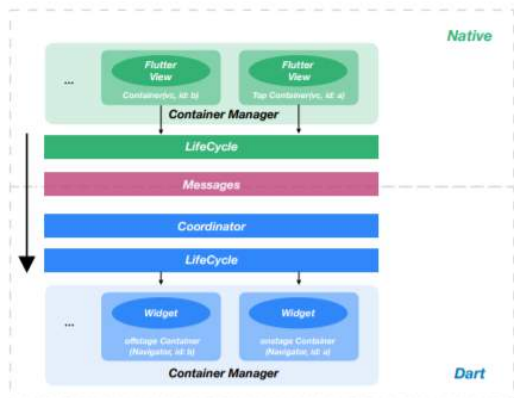 Native
Flutter
View
Flutter
View
...
Container(vc, id: b)
Top Container(vc, id: a)
Container Manager
LifeCycle
Messages
Coordinator
LifeCycle
Widget
Widget
...
offstage Container
(Navigator, id: b)
onstage Container
(Navigator, id: a)
Container Manager
Dart